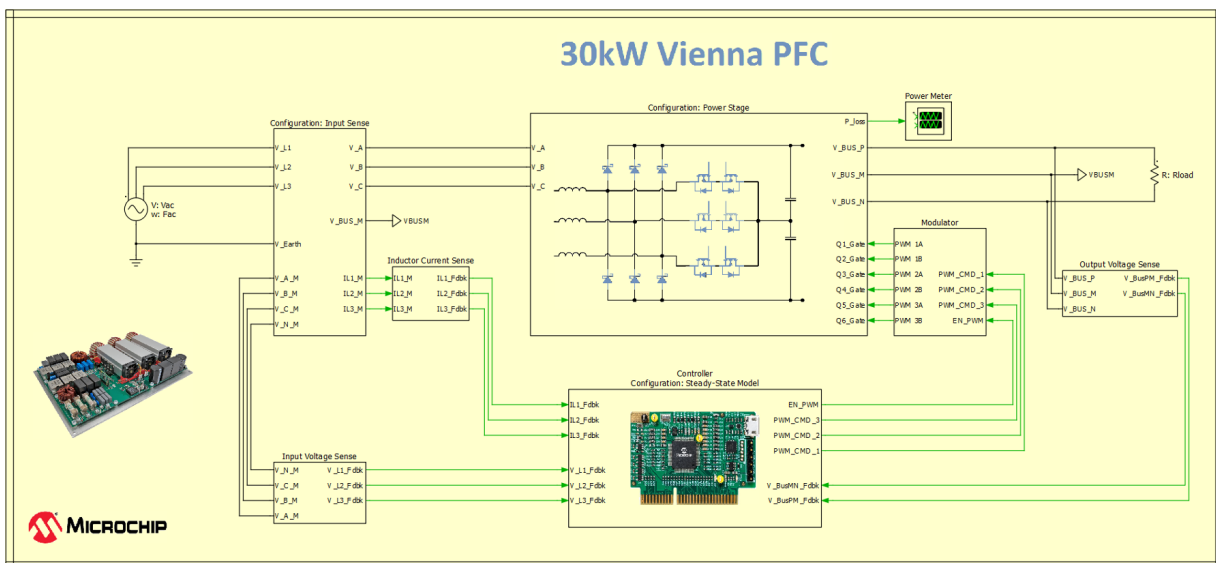 30kW Vienna PFC
Power Meter
Configuration: Power Stage
Configuration: Input Sense
P_loss
V_L1
V_A
V_A
V_BUS_P
V_L2
V_B
V_B
V_BUS_M
VBUSM
R: Rload
V_L3
V_C
V_C
V_BUS_N
V: Vac
w: Fac
V_BUS_M
VBUSM
Modulator
V_Earth
Q1_Gate
PWM 1A
Inductor Current Sense
Q2_Gate
PWM 1B
Output Voltage Sense
V_A_M
IL1_M
IL1_M
IL1_Fdbk
Q3_Gate
PWM 2A
PWM_CMD_1
V_BUS_P
V_BusPM_Fdbk
V_B_M
IL2_M
IL2_M
IL2_Fdbk
Q4_Gate
PWM 2B
PWM_CMD_2
V_BUS_M
V_BusMN_Fdbk
V_C_M
IL3_M
IL3_M
IL3_Fdbk
Q5_Gate
PWM 3A
PWM_CMD_3
V_BUS_N
V_N_M
Q6_Gate
PWM 3B
EN_PWM
Controller
Configuration: Steady-State Model
IL1_Fdbk
EN_PWM
IL2_Fdbk
PWM_CMD_3
IL3_Fdbk
PWM_CMD_2
PWM_CMD_1
Input Voltage Sense
V_N_M
V_L1_Fdbk
V_L1_Fdbk
V_C_M
V_L2_Fdbk
V_L2_Fdbk
V_BusMN_Fdbk
V_B_M
V_L3_Fdbk
V_L3_Fdbk
V_BusPM_Fdbk
V_A_M
MICROCHIP